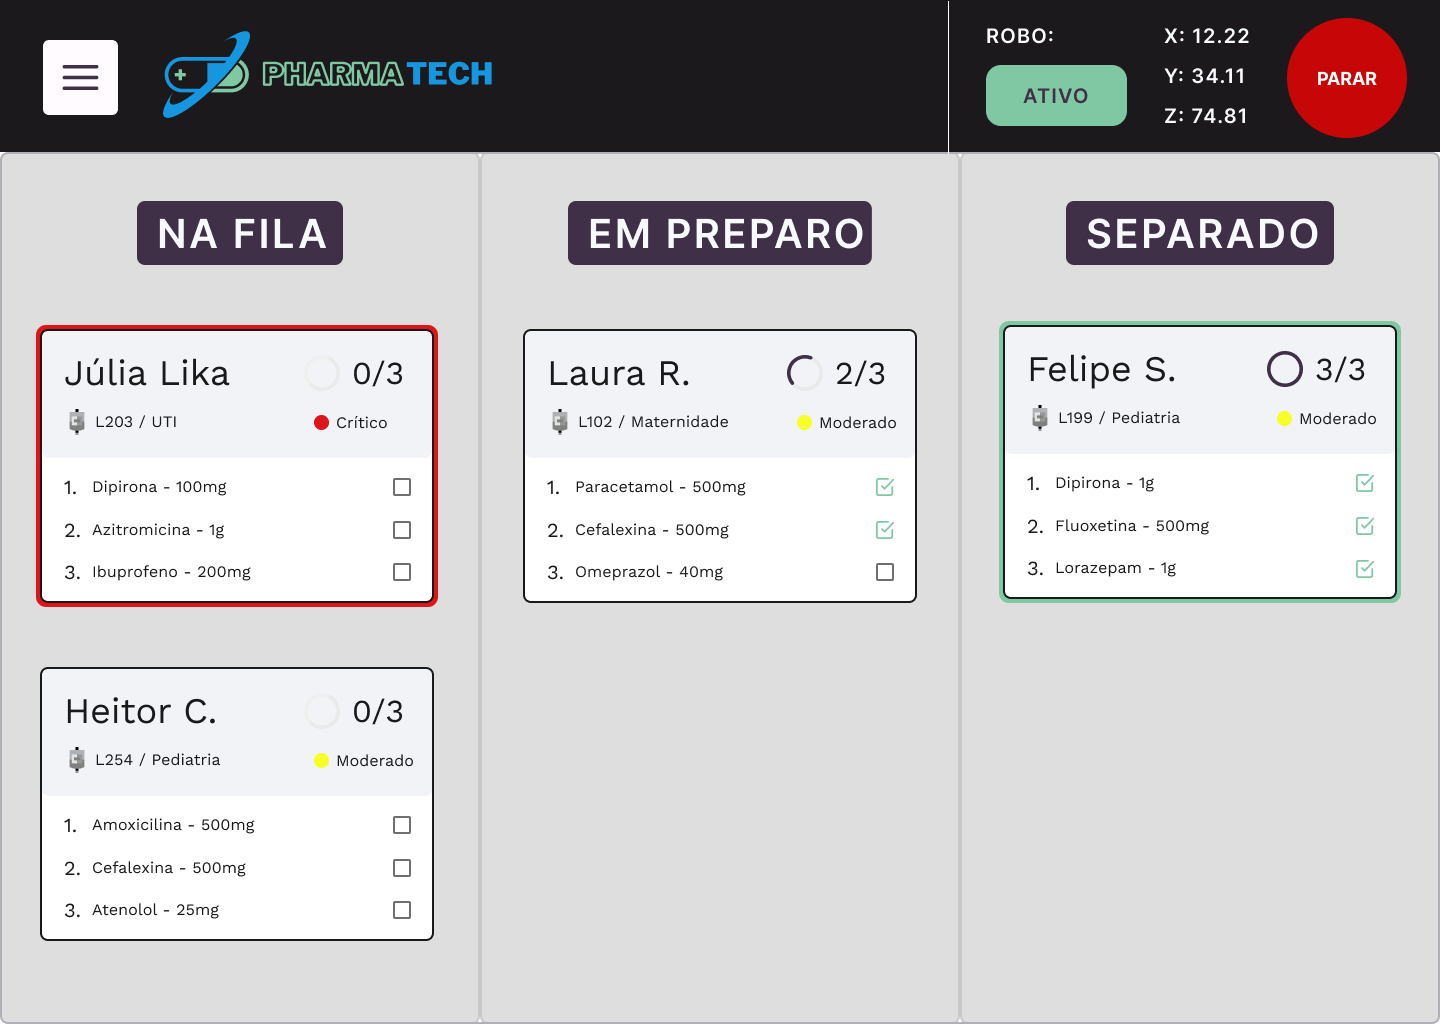 PHARMA TECH
ROBO:
ATIVO
X: 12.22
Y: 34.11
Z: 74.81
PARAR
NA FILA
Júlia Lika
0/3
L203 / UTI
Crítico
1. Dipirona - 100mg
2. Azitromicina - 1g
3. Ibuprofeno - 200mg
Heitor C.
0/3
L254 / Pediatria
Moderado
1. Amoxicilina - 500mg
2. Cefalexina - 500mg
3. Atenolol - 25mg
EM PREPARO
Laura R.
2/3
L102 / Maternidade
Moderado
1. Paracetamol - 500mg
2. Cefalexina - 500mg
3. Omeprazol - 40mg
SEPARADO
Felipe S.
3/3
L199 / Pediatria
Moderado
1. Dipirona - 1g
2. Fluoxetina - 500mg
3. Lorazepam - 1g